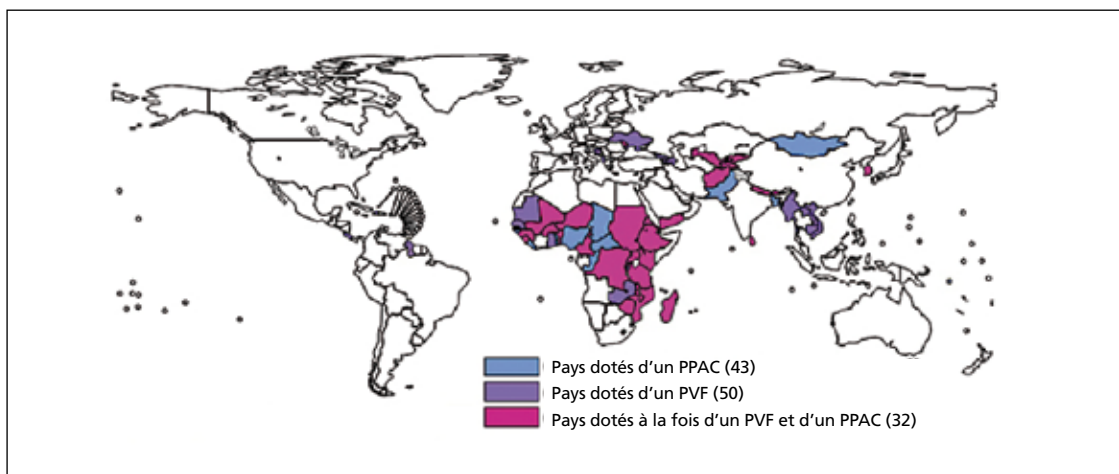 Pays dotés d'un PPAC (43)
Pays dotés d'un PVF (50)
Pays dotés à la fois d'un PVF et d'un PPAC (32)